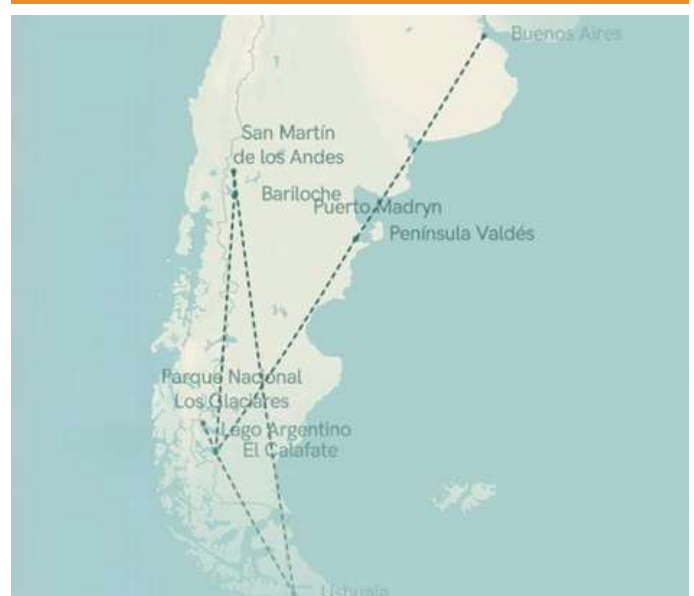 Buenos Aires
San Martín
de los Andes
Bariloche
Puerto Madryn
Península Valdés
Parque Nacional
Los Glaciares
Lago Argentino
El Calafate
Ushuaia